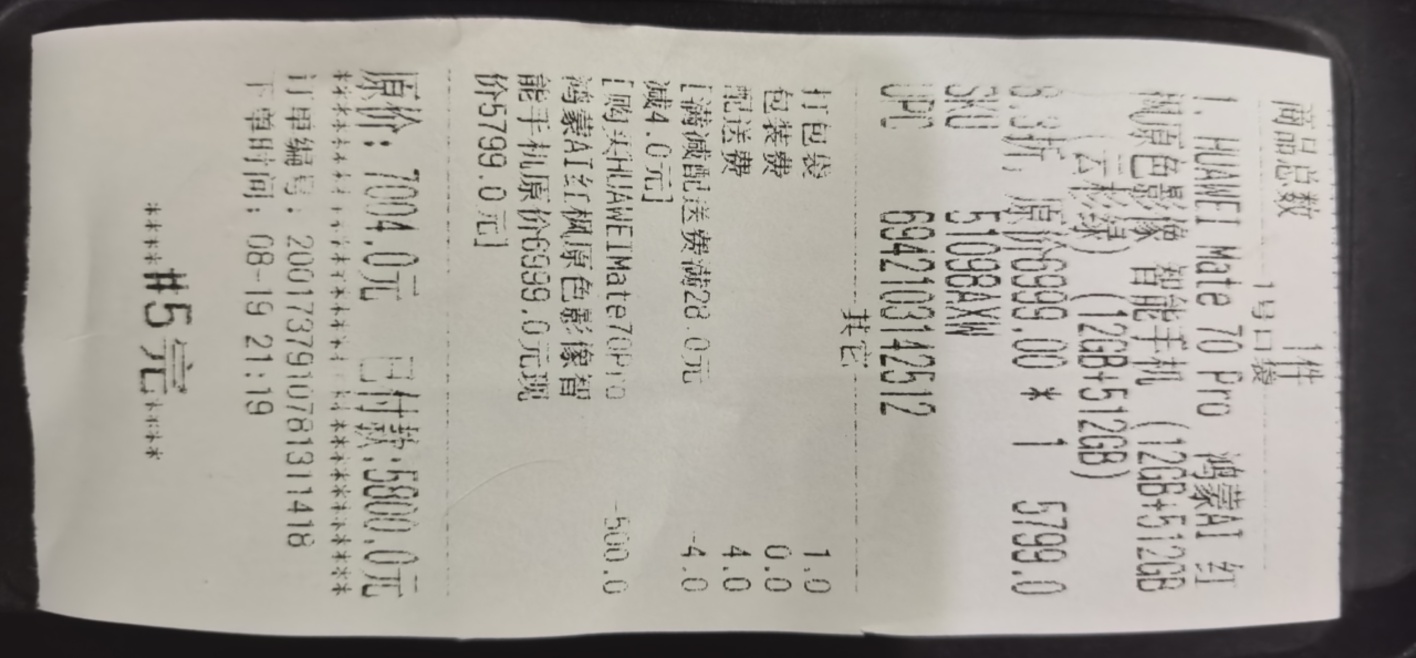 商品总数 1件
1号口袋
1. HUAWEI Mate 70 Pro 鸿蒙AI 红
枫原色影像 智能手机 (12GB+512GB
云杉绿) (12GB+512GB)
8.3折, 原价6999.00 * 1 5799.0
SKU 51098AXW
UPC 6942103142512
其它
打包袋 1.0
包装费 0.0
配送费 4.0
[满减配送费满28.0元 -4.0
减4.0元]
[购买HUAWEIMate70Pro -500.0
鸿蒙AI红枫原色影像智
能手机原价6999.0元现
价5799.0元]
原价: 7004.0元 已付款:5800.0元
********************
订单编号: 2001737910781311418
下单时间: 08-19 21:19
****#5完****